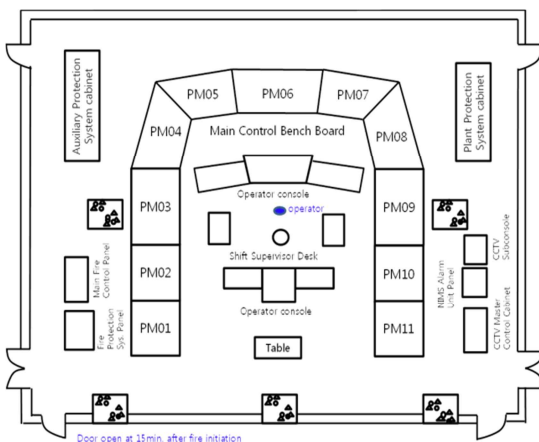 Auxiliary Protection
System cabinet
PM05
PM06
PM07
Plant Protection
System cabinet
PM04
Main Control Bench Board
PM08
Operator console
operator
PM03
PM09
Shift Supervisor Desk
CCTV
Subconsole
Main Fire
Control Panel
PM02
PM10
NIMS Alarm
Unit Panel
Operator console
Fire
Protection
Sys. Panel
PM01
Table
PM11
CCTV Master
Control Cabinet
Door open at 15min. after fire initiation